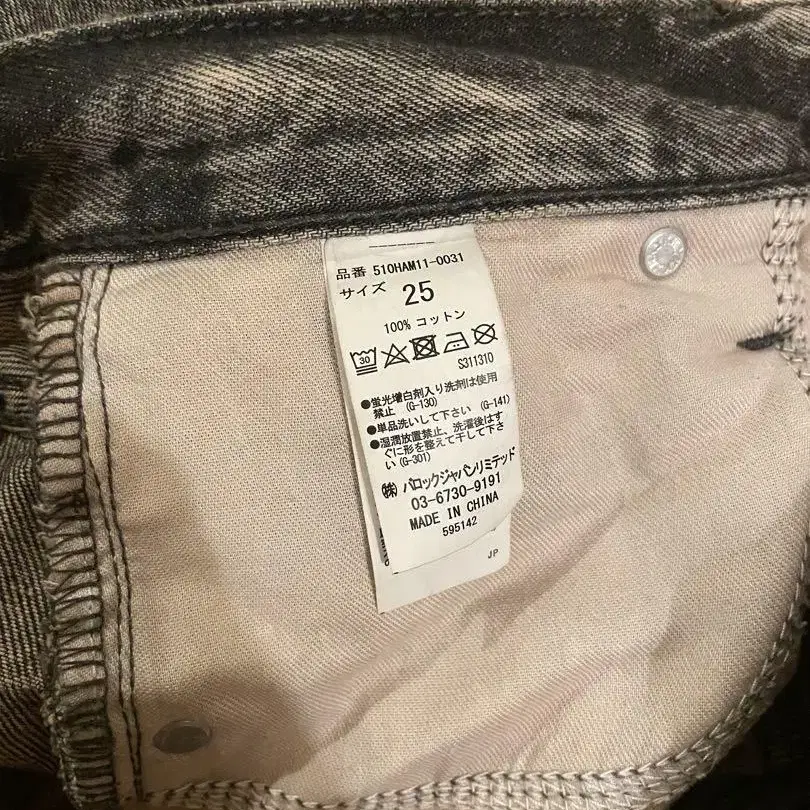 品番 510HAM11-0031
サイズ 25
100% コットン
30
S311310
●蛍光増白剤入り洗剤は使用
禁止 (G-130)
●単品洗いして下さい (G-141)
●湿潤放置禁止、洗濯後はす
ぐに形を整えて干して下さ
い(G-301)
㈱ バロックジャパンリミテッド
03-6730-9191
MADE IN CHINA
595142
JP